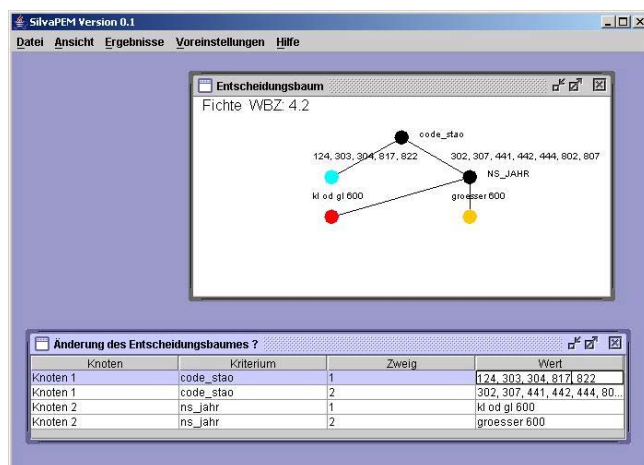 SilvaPEM Version 0.1
Datei Ansicht Ergebnisse Voreinstellungen Hilfe
Entscheidungsbaum
Fichte WBZ: 4.2
code_stao
124, 303, 304, 817, 822 302, 307, 441, 442, 444, 802, 807
NS_JAHR
kl od gl 600 groesser 600
Änderung des Entscheidungsbaumes ?
Knoten Kriterium Zweig Wert
Knoten 1 code_stao 1 124, 303, 304, 817, 822
Knoten 1 code_stao 2 302, 307, 441, 442, 444, 80...
Knoten 2 ns_jahr 1 kl od gl 600
Knoten 2 ns_jahr 2 groesser 600